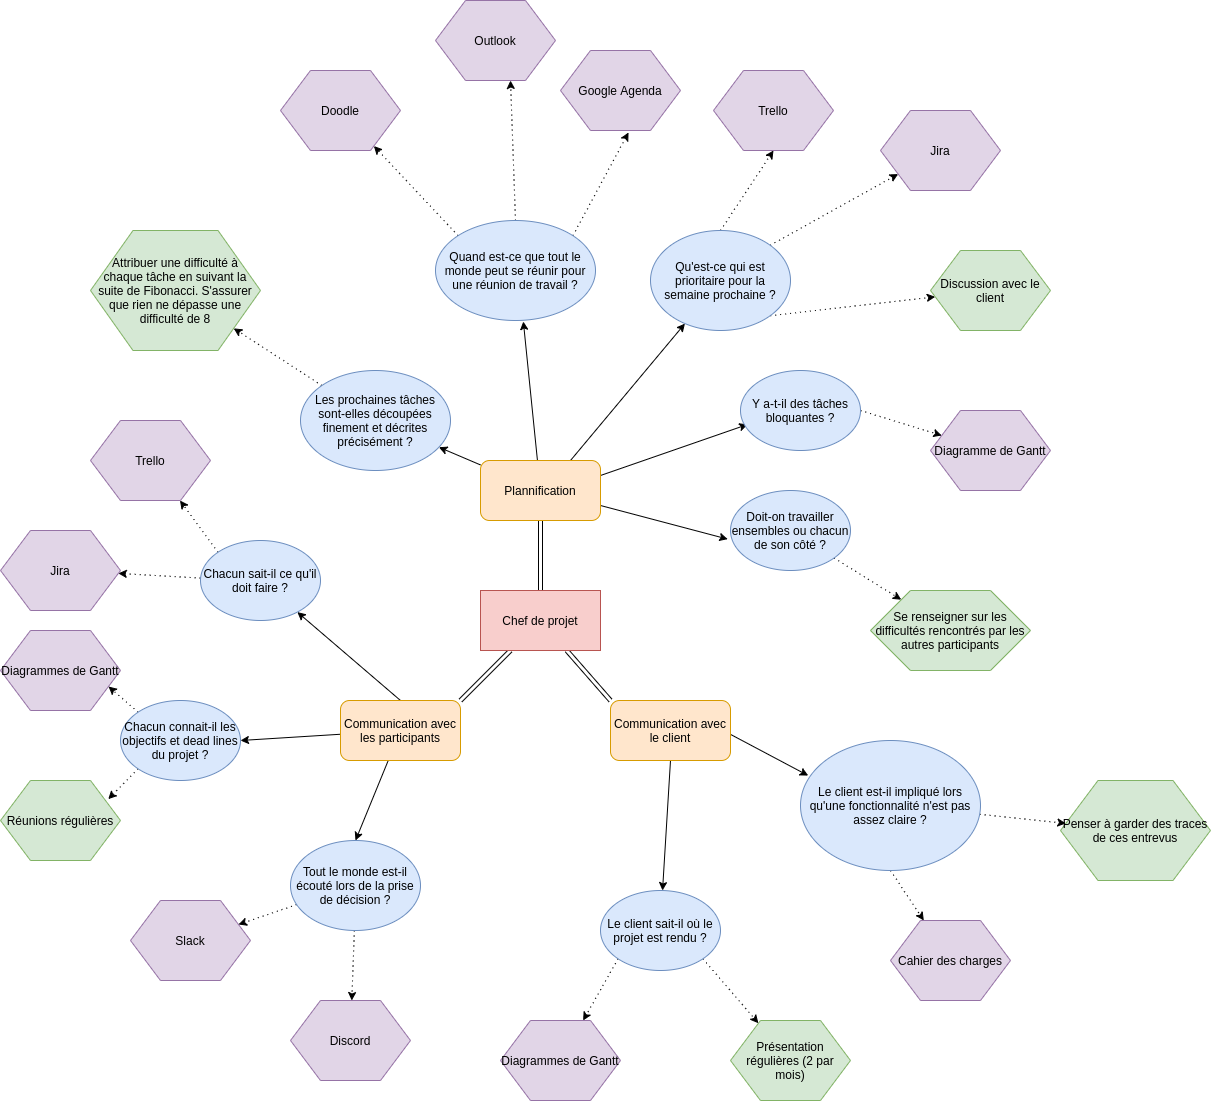 Outlook
Google Agenda
Doodle
Trello
Jira
Quand est-ce que tout le
monde peut se réunir pour
une réunion de travail ?
Qu'est-ce qui est
prioritaire pour la
semaine prochaine ?
Attribuer une difficulté à
chaque tâche en suivant la
suite de Fibonacci. S'assurer
que rien ne dépasse une
difficulté de 8
Discussion avec le
client
Les prochaines tâches
sont-elles découpées
finement et décrites
précisément ?
Y a-t-il des tâches
bloquantes ?
Diagramme de Gantt
Trello
Plannification
Doit-on travailler
ensembles ou chacun
de son côté ?
Jira
Chacun sait-il ce qu'il
doit faire ?
Chef de projet
Se renseigner sur les
difficultés rencontrés par les
autres participants
Diagrammes de Gantt
Chacun connait-il les
objectifs et dead lines
du projet ?
Communication avec
les participants
Communication avec
le client
Réunions régulières
Le client est-il impliqué lors
qu'une fonctionnalité n'est pas
assez claire ?
Penser à garder des traces
de ces entrevus
Tout le monde est-il
écouté lors de la prise
de décision ?
Slack
Le client sait-il où le
projet est rendu ?
Cahier des charges
Discord
Diagrammes de Gantt
Présentation
régulières (2 par
mois)